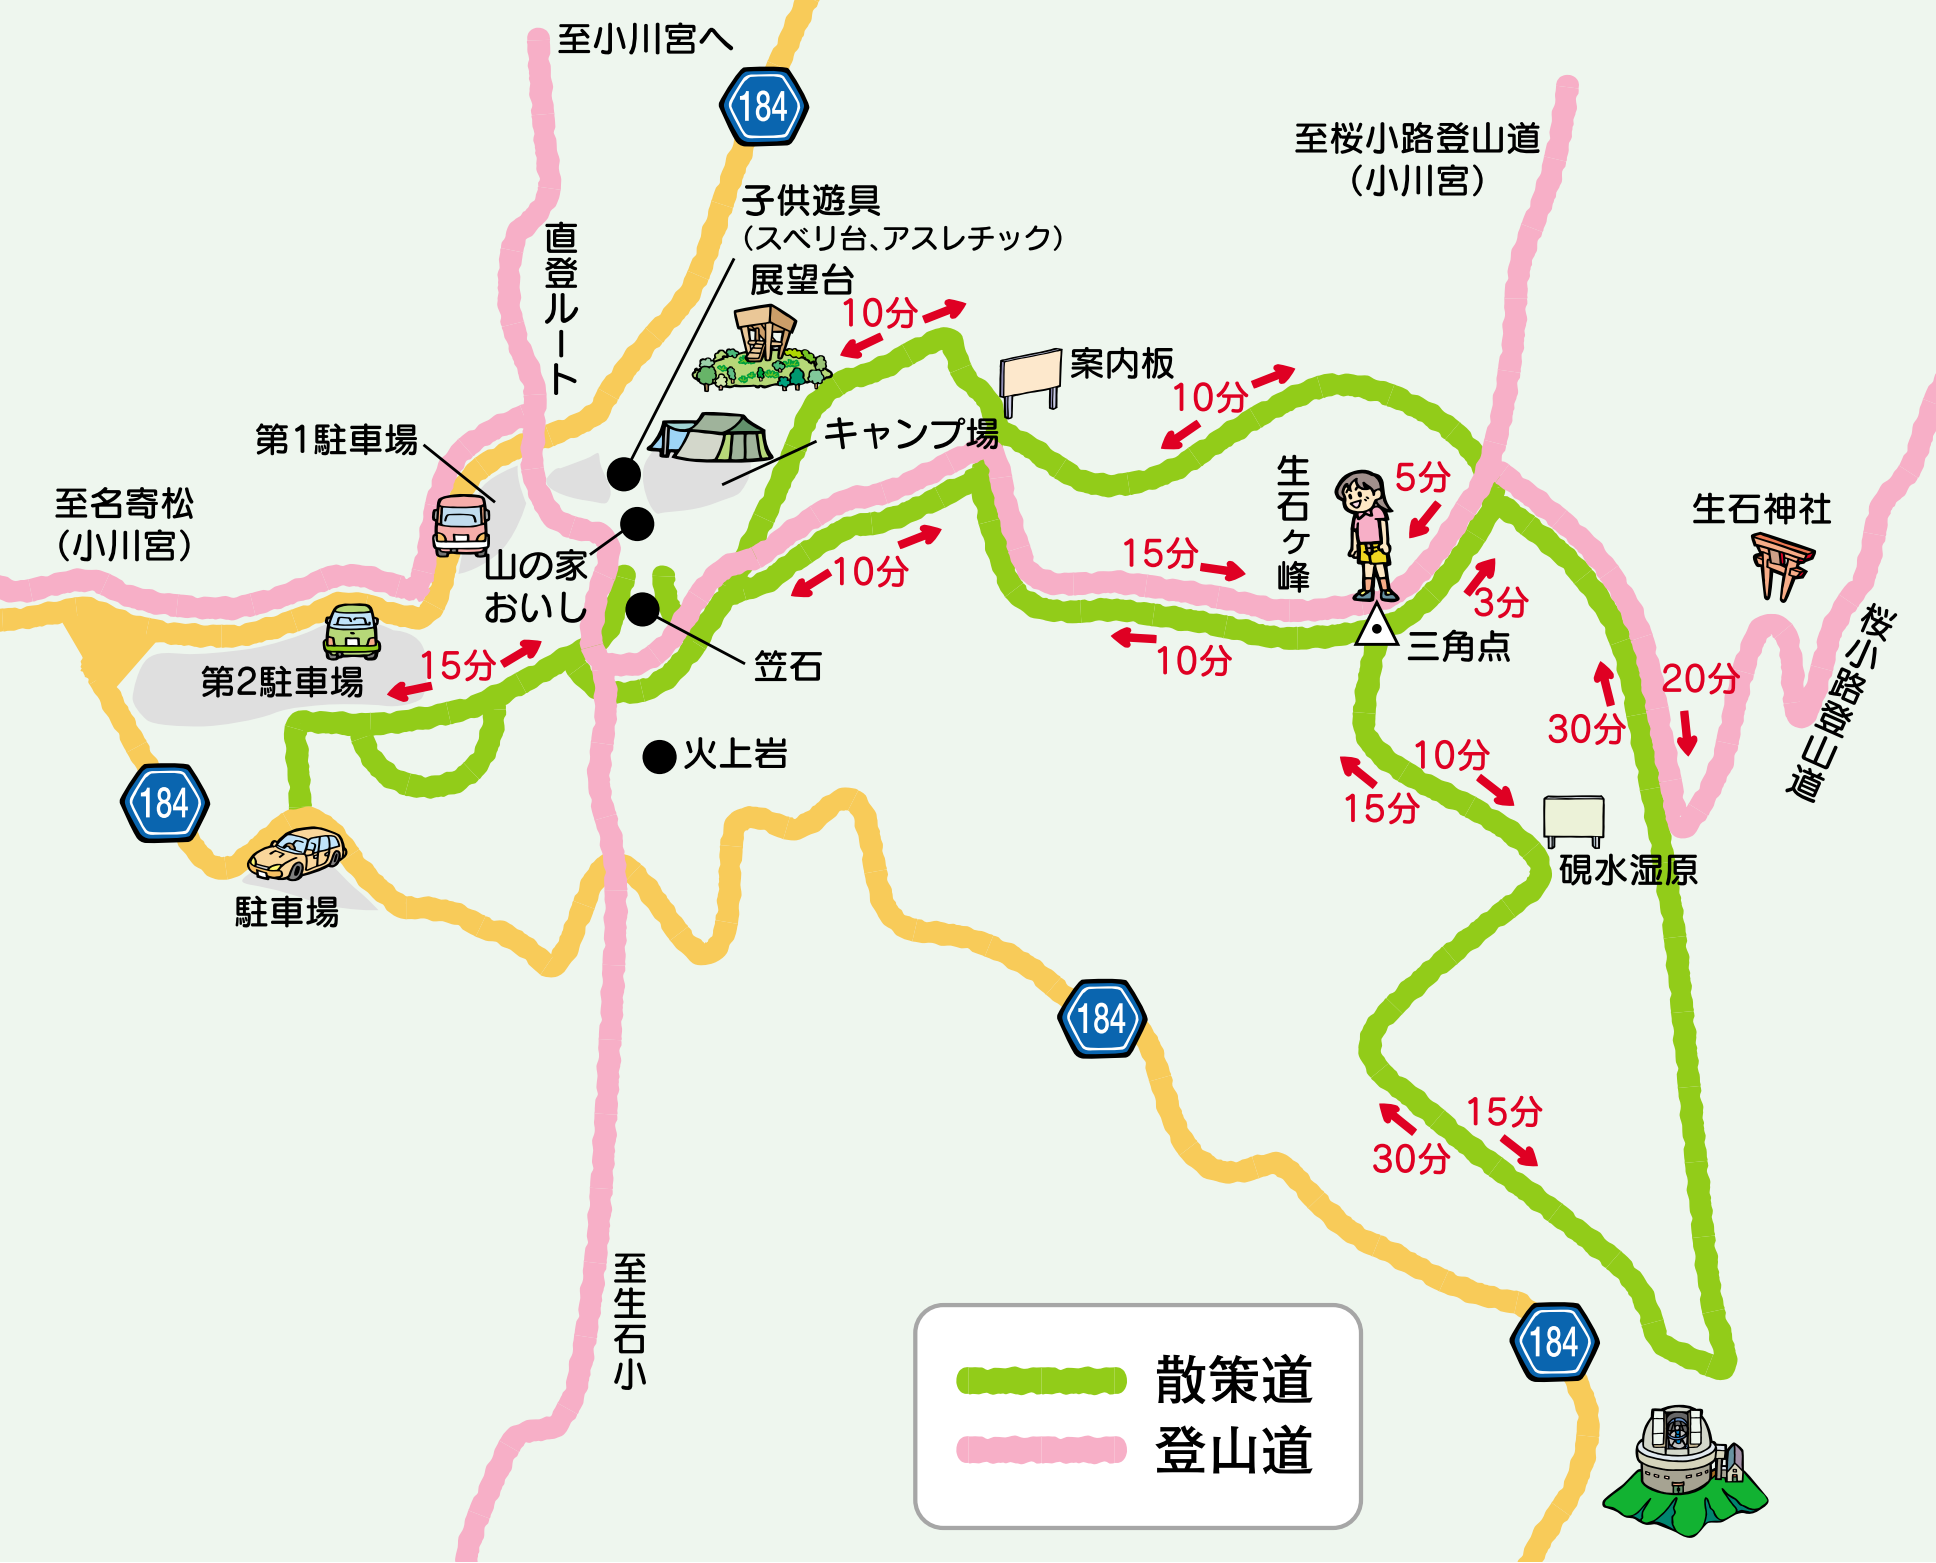 至小川宮へ
184
至桜小路登山道
（小川宮）
子供遊具
（スベリ台、アスレチック）
直登ルート
展望台
10分
案内板
10分
第1駐車場
キャンプ場
生石ヶ峰
5分
至名寄松
（小川宮）
生石神社
山の家
おいし
10分
15分
3分
桜小路登山道
第2駐車場
15分
笠石
10分
三角点
20分
30分
火上岩
10分
15分
184
硯水湿原
駐車場
184
15分
30分
至生石小
184
散策道
登山道